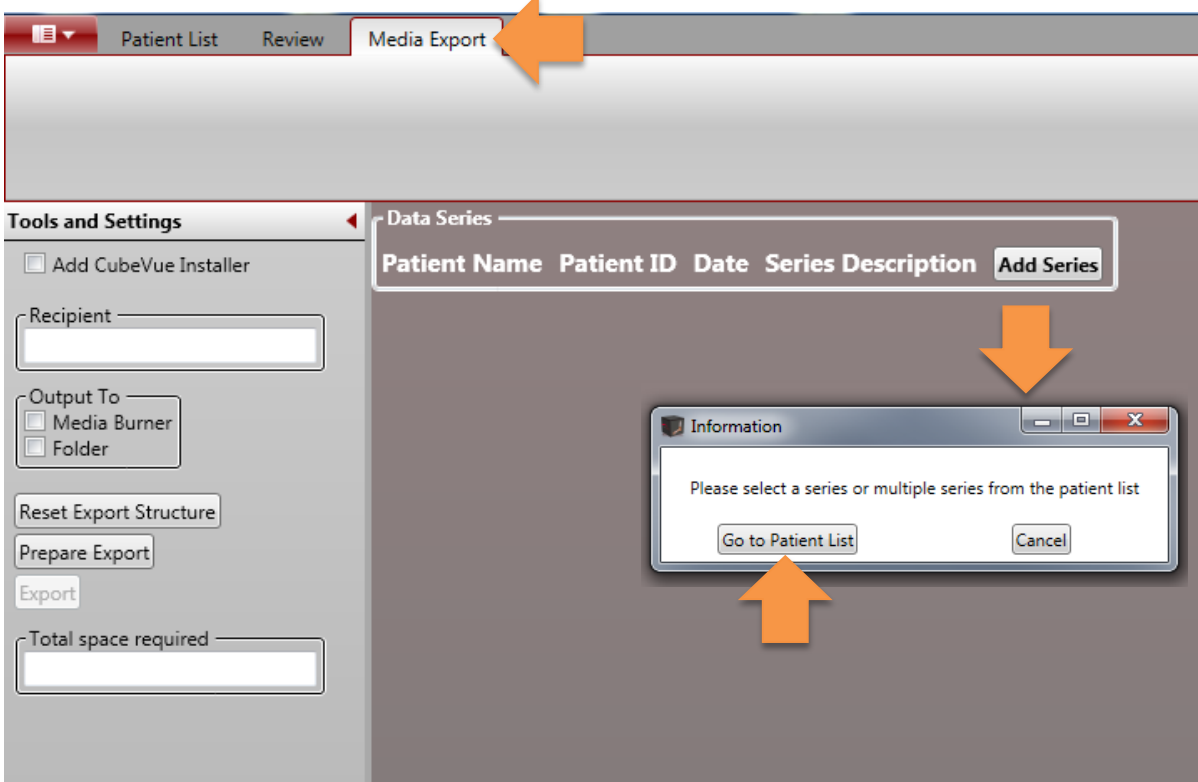 Patient List Review Media Export
Tools and Settings
Add CubeVue Installer
Recipient
Output To
Media Burner
Folder
Reset Export Structure
Prepare Export
Export
Total space required
Data Series
Patient Name Patient ID Date Series Description Add Series
Information
Please select a series or multiple series from the patient list
Go to Patient List Cancel